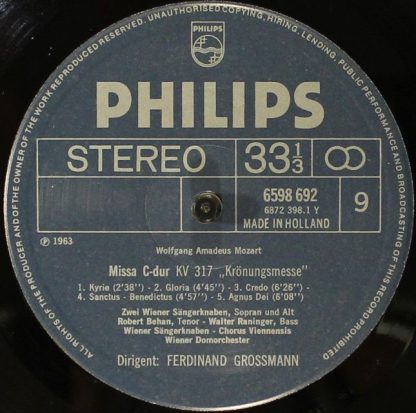 ALL RIGHTS OF THE PRODUCER AND OF THE OWNER OF THE WORK REPRODUCED RESERVED. UNAUTHORISED COPYING, HIRING, LENDING, PUBLIC PERFORMANCE AND BROADCASTING OF THIS RECORD PROHIBITED
PHILIPS
PHILIPS
STEREO 33 1/3
6598 692
6872 398.1 Y
MADE IN HOLLAND
9
Ⓟ 1963
Wolfgang Amadeus Mozart
Missa C-dur KV 317 „Krönungsmesse"
1. Kyrie (2'38'') - 2. Gloria (4'45'') - 3. Credo (6'26'') -
4. Sanctus - Benedictus (4'57'') - 5. Agnus Dei (6'08'')
Zwei Wiener Sängerknaben, Sopran und Alt
Robert Behan, Tenor - Walter Raninger, Bass
Wiener Sängerknaben - Chorus Viennensis
Wiener Domorchester
Dirigent: FERDINAND GROSSMANN